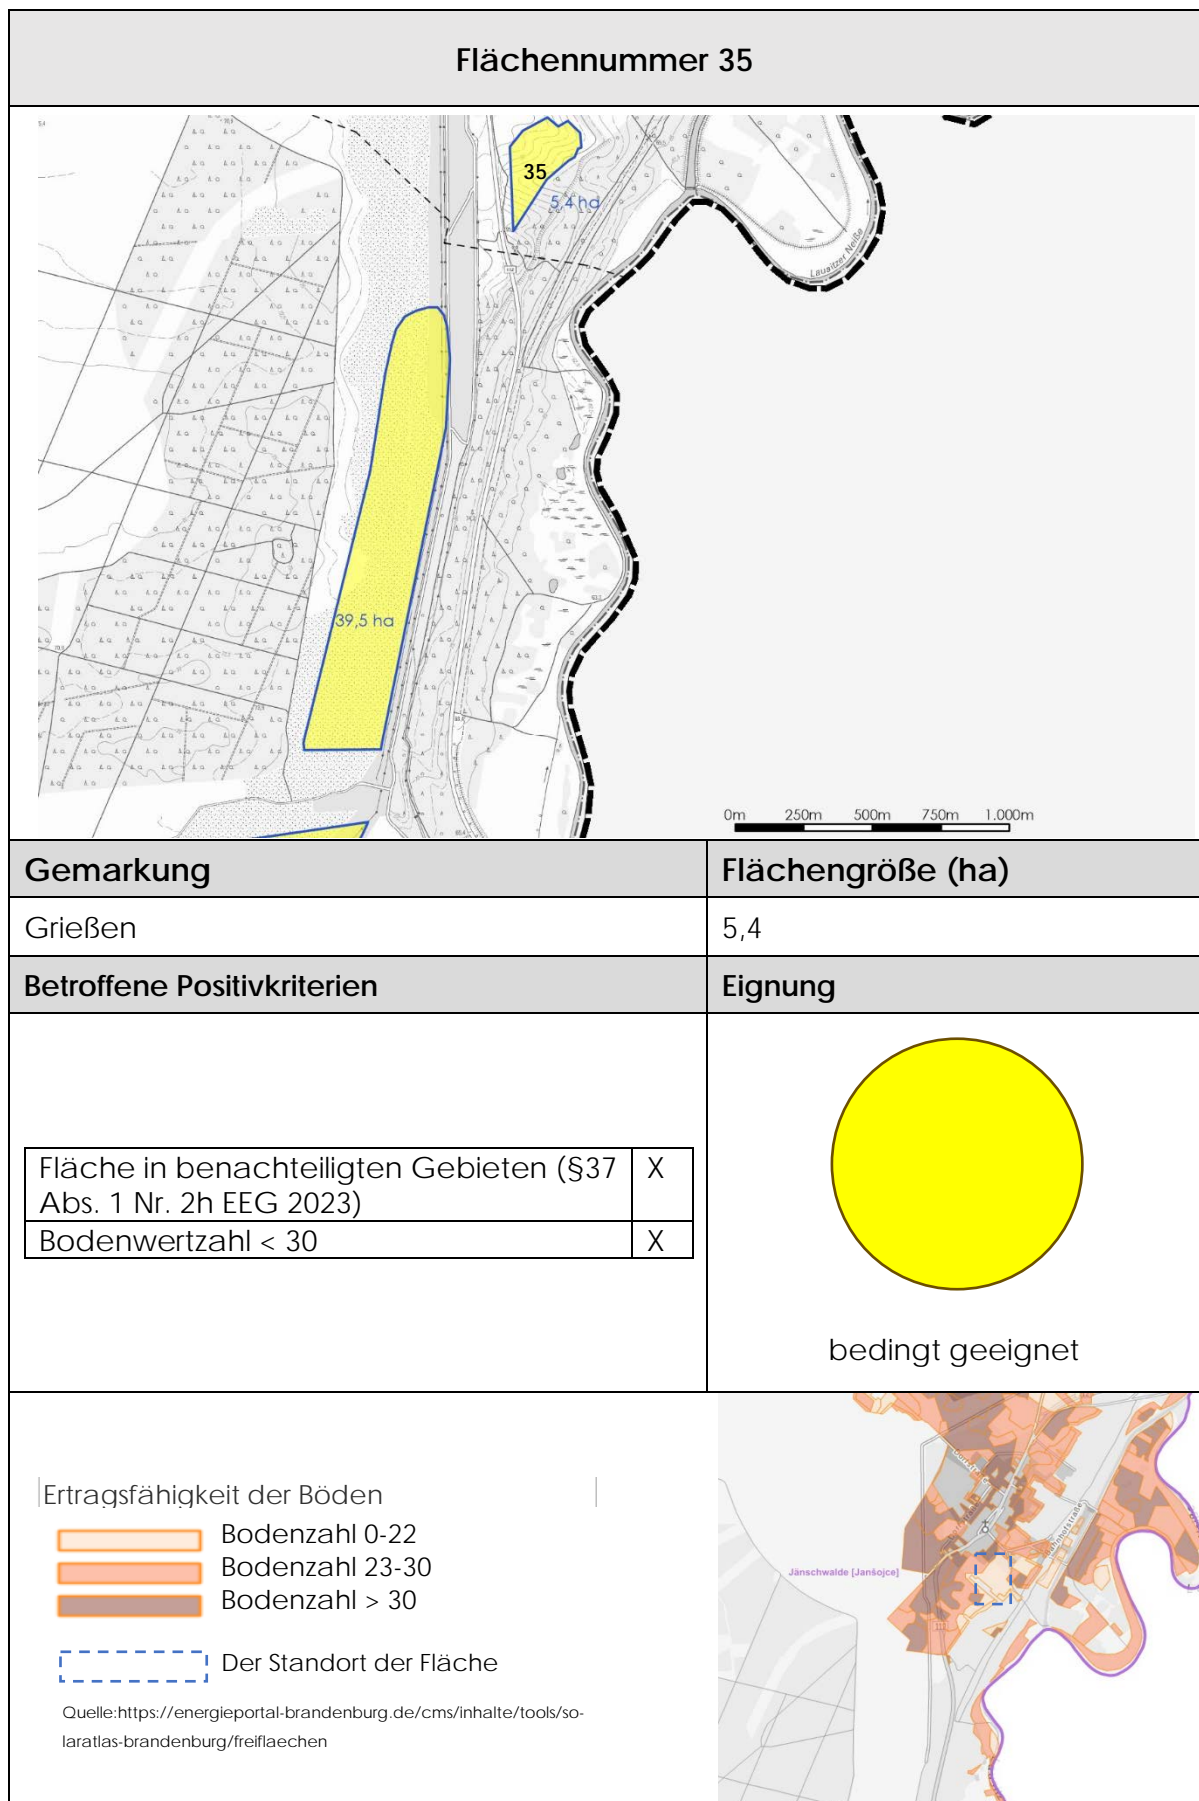 Flächennummer 35
35
5,4 ha
Lausitzer Neiße
39,5 ha
0m 250m 500m 750m 1.000m
Gemarkung
Flächengröße (ha)
Grießen
5,4
Betroffene Positivkriterien
Eignung
Fläche in benachteiligten Gebieten (§37 X
Abs. 1 Nr. 2h EEG 2023)
Bodenwertzahl < 30 X
bedingt geeignet
Ertragsfähigkeit der Böden
Bodenzahl 0-22
Bodenzahl 23-30
Bodenzahl > 30
Der Standort der Fläche
Quelle:https://energieportal-brandenburg.de/cms/inhalte/tools/so-
laratlas-brandenburg/freiflaechen
Jänschwalde [Janšojce]
Bahnhofstraße